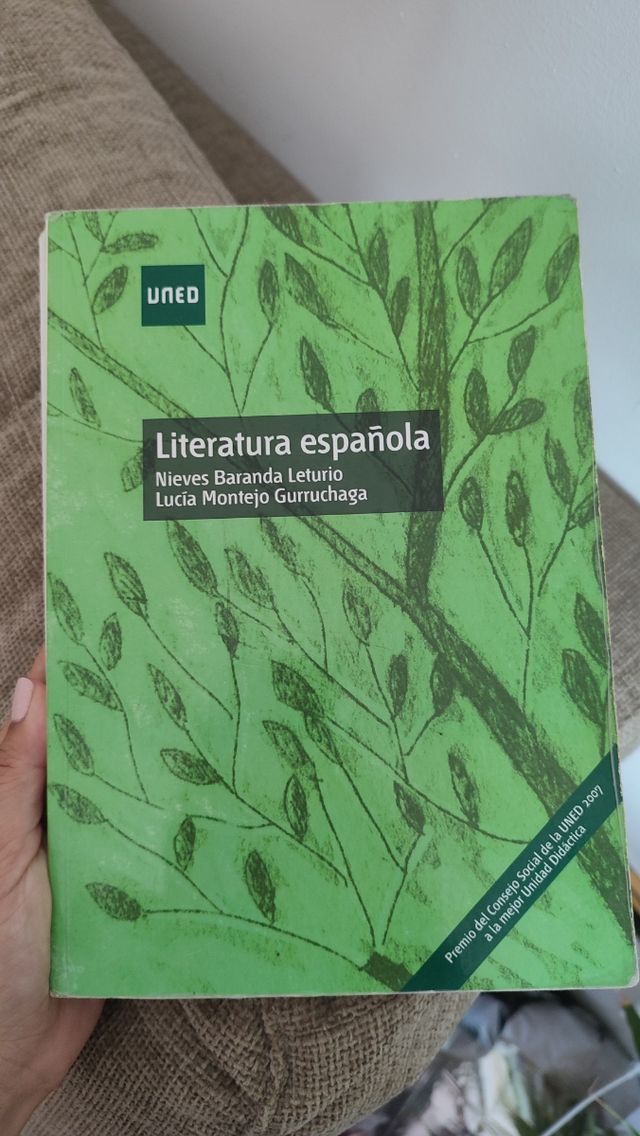 UNED
Literatura española
Nieves Baranda Leturio
Lucía Montejo Gurruchaga
Premio del Consejo Social de la UNED 2007
a la mejor Unidad Didáctica